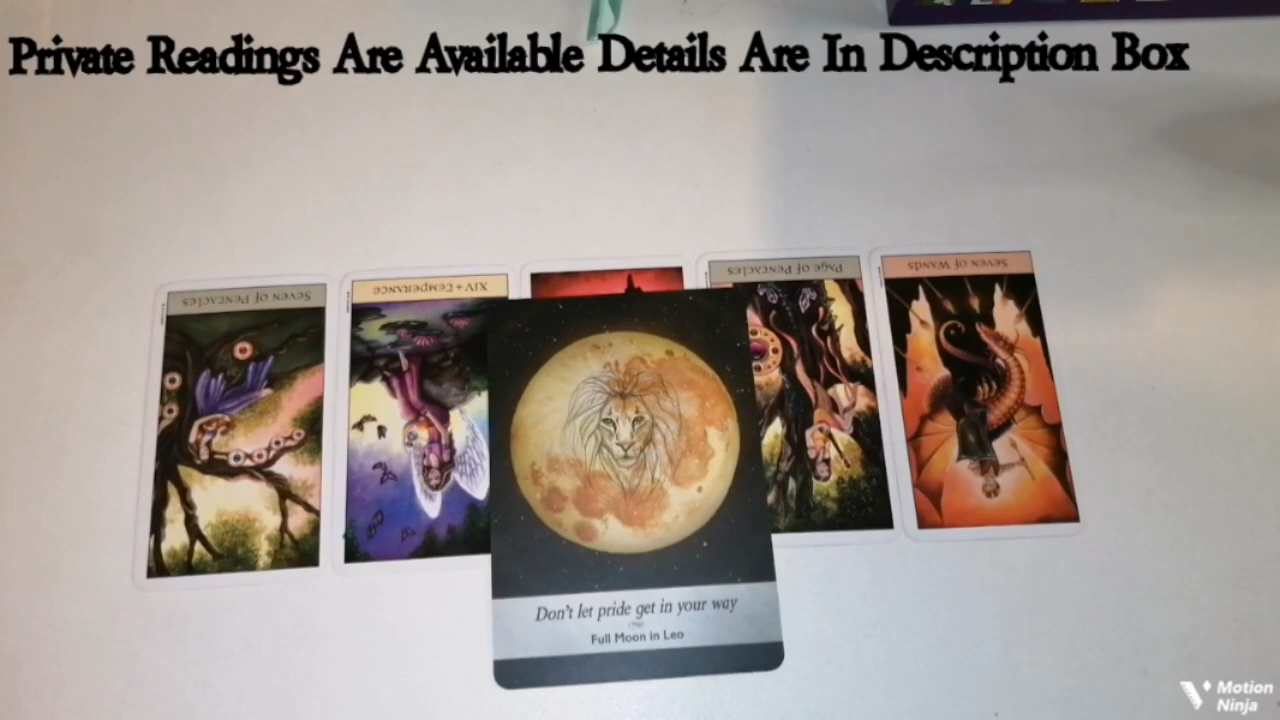 Private Readings Are Available Details Are In Description Box
Seven of Pentacles
XIV+Temperance
Page of Pentacles
Seven of Wands
Don't let pride get in your way
Full Moon in Leo
Motion
Ninja